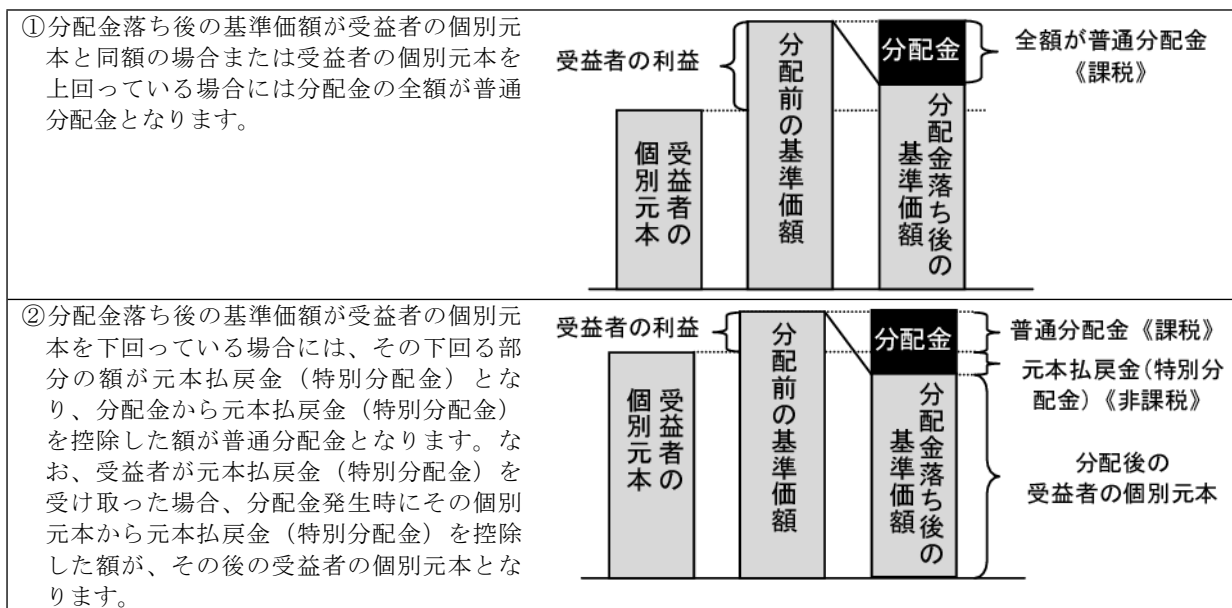 ①分配金落ち後の基準価額が受益者の個別元
本と同額の場合または受益者の個別元本を
上回っている場合には分配金の全額が普通
分配金となります。
受益者の利益
受益者の
個別元本
分配前の基準価額
分配金
分配金落ち後の
基準価額
全額が普通分配金
《課税》
②分配金落ち後の基準価額が受益者の個別元
本を下回っている場合には、その下回る部
分の額が元本払戻金（特別分配金）とな
り、分配金から元本払戻金（特別分配金）
を控除した額が普通分配金となります。な
お、受益者が元本払戻金（特別分配金）を
受け取った場合、分配金発生時にその個別
元本から元本払戻金（特別分配金）を控除
した額が、その後の受益者の個別元本とな
ります。
受益者の利益
受益者の
個別元本
分配前の基準価額
分配金
分配金落ち後の
基準価額
普通分配金《課税》
元本払戻金（特別分
配金）《非課税》
分配後の
受益者の個別元本